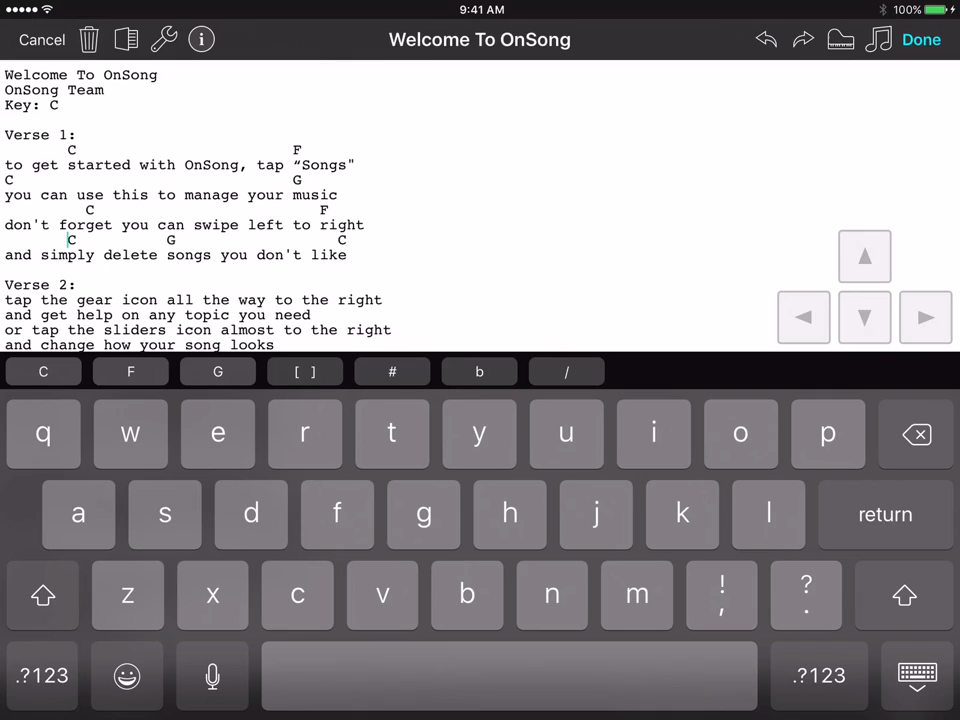 9:41 AM 100%
Cancel Welcome To OnSong Done
Welcome To OnSong
OnSong Team
Key: C
Verse 1:
C F
to get started with OnSong, tap “Songs"
C G
you can use this to manage your music
C F
don't forget you can swipe left to right
C G C
and simply delete songs you don't like
Verse 2:
tap the gear icon all the way to the right
and get help on any topic you need
or tap the sliders icon almost to the right
and change how your song looks
C F G [ ] # b /
q w e r t y u i o p
a s d f g h j k l return
z x c v b n m ! , ? .
.?123 .?123